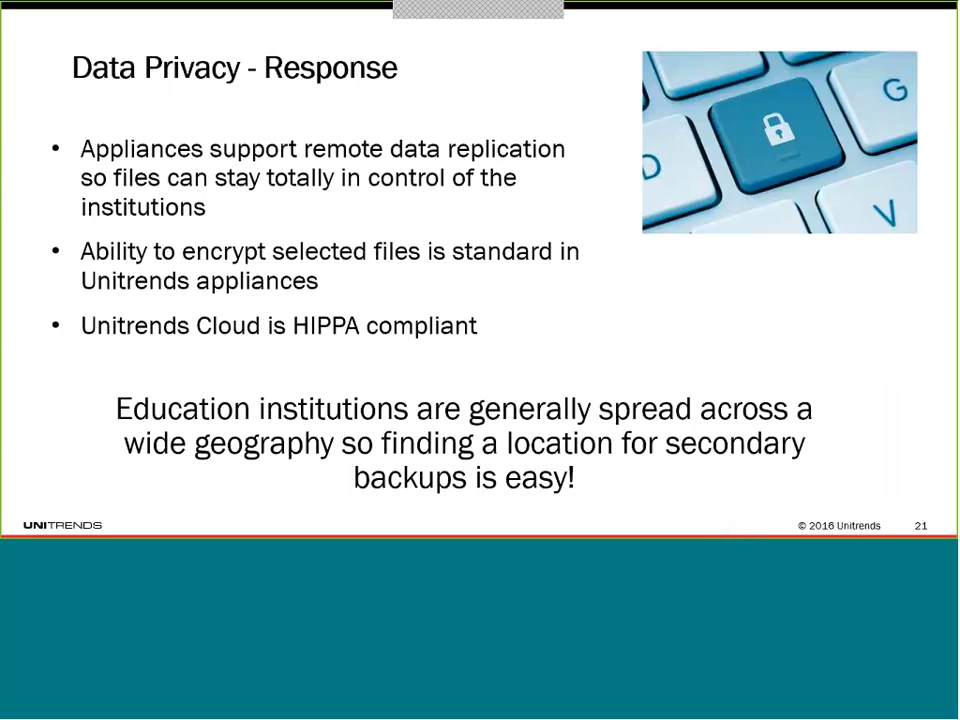 Data Privacy - Response
• Appliances support remote data replication
so files can stay totally in control of the
institutions
• Ability to encrypt selected files is standard in
Unitrends appliances
• Unitrends Cloud is HIPPA compliant
G
D
V
Education institutions are generally spread across a
wide geography so finding a location for secondary
backups is easy!
UNITRENDS © 2016 Unitrends 21